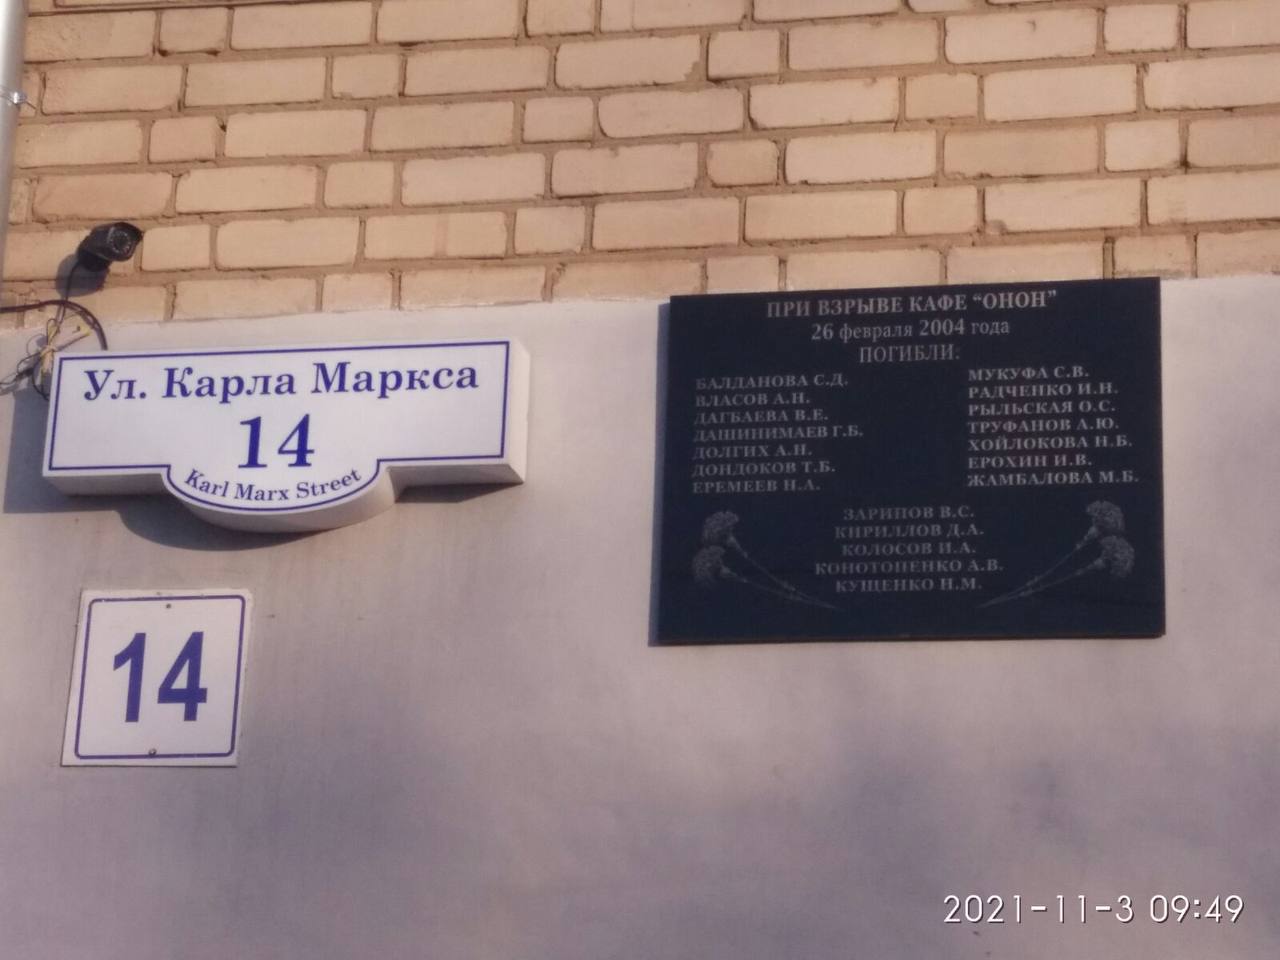 Ул. Карла Маркса
14
Karl Marx Street
14
ПРИ ВЗРЫВЕ КАФЕ “ОНОН”
26 февраля 2004 года
ПОГИБЛИ:
БАЛДАНОВА С.Д.
ВЛАСОВ А.Н.
ДАГБАЕВА В.Е.
ДАШИНИМАЕВ Г.Б.
ДОЛГИХ А.Н.
ДОНДОКОВ Т.Б.
ЕРЕМЕЕВ Н.А.
МУКУФА С.В.
РАДЧЕНКО И.Н.
РЫЛЬСКАЯ О.С.
ТРУФАНОВ А.Ю.
ХОЙЛОКОВА Н.Б.
ЕРОХИН И.В.
ЖАМБАЛОВА М.Б.
ЗАРИПОВ В.С.
КИРИЛЛОВ Д.А.
КОЛОСОВ И.А.
КОНОТОПЕНКО А.В.
КУЩЕНКО Н.М.
2021-11-3 09:49